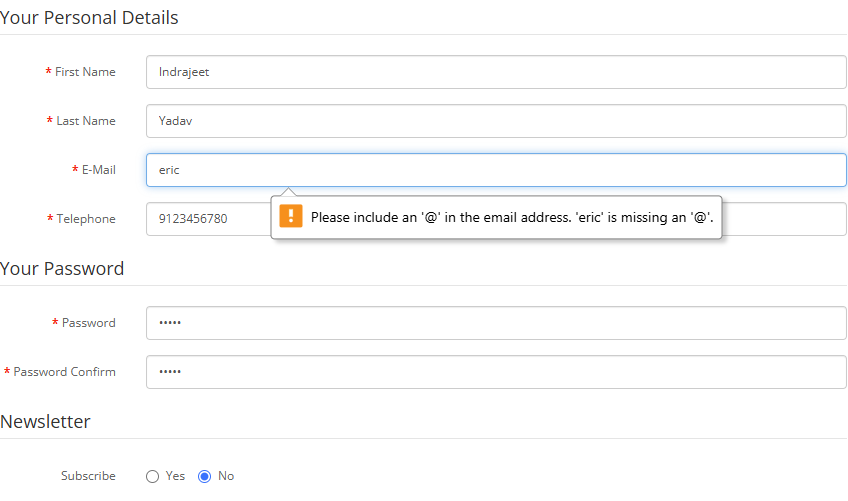 Your Personal Details
* First Name Indrajeet
* Last Name Yadav
* E-Mail eric
* Telephone 9123456780
Please include an '@' in the email address. 'eric' is missing an '@'.
Your Password
* Password •••••
* Password Confirm •••••
Newsletter
Subscribe Yes No